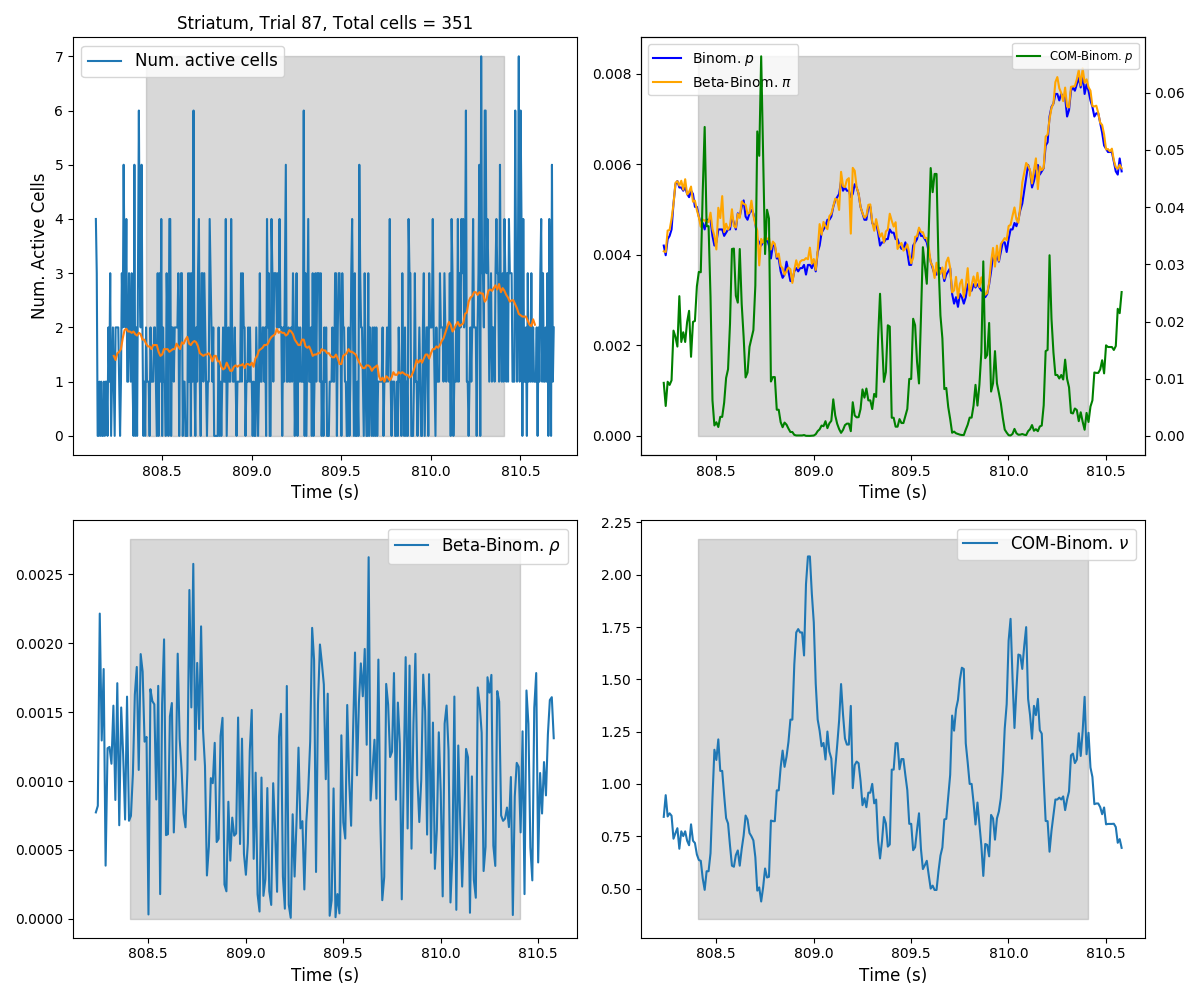 Striatum, Trial 87, Total cells = 351
Num. active cells
Num. Active Cells
7
6
5
4
3
2
1
0
808.5 809.0 809.5 810.0 810.5
Time (s)
Binom. p
Beta-Binom. π
COM-Binom. p
0.008
0.006
0.004
0.002
0.000
0.06
0.05
0.04
0.03
0.02
0.01
0.00
808.5 809.0 809.5 810.0 810.5
Time (s)
Beta-Binom. ρ
0.0025
0.0020
0.0015
0.0010
0.0005
0.0000
808.5 809.0 809.5 810.0 810.5
Time (s)
COM-Binom. ν
2.25
2.00
1.75
1.50
1.25
1.00
0.75
0.50
808.5 809.0 809.5 810.0 810.5
Time (s)